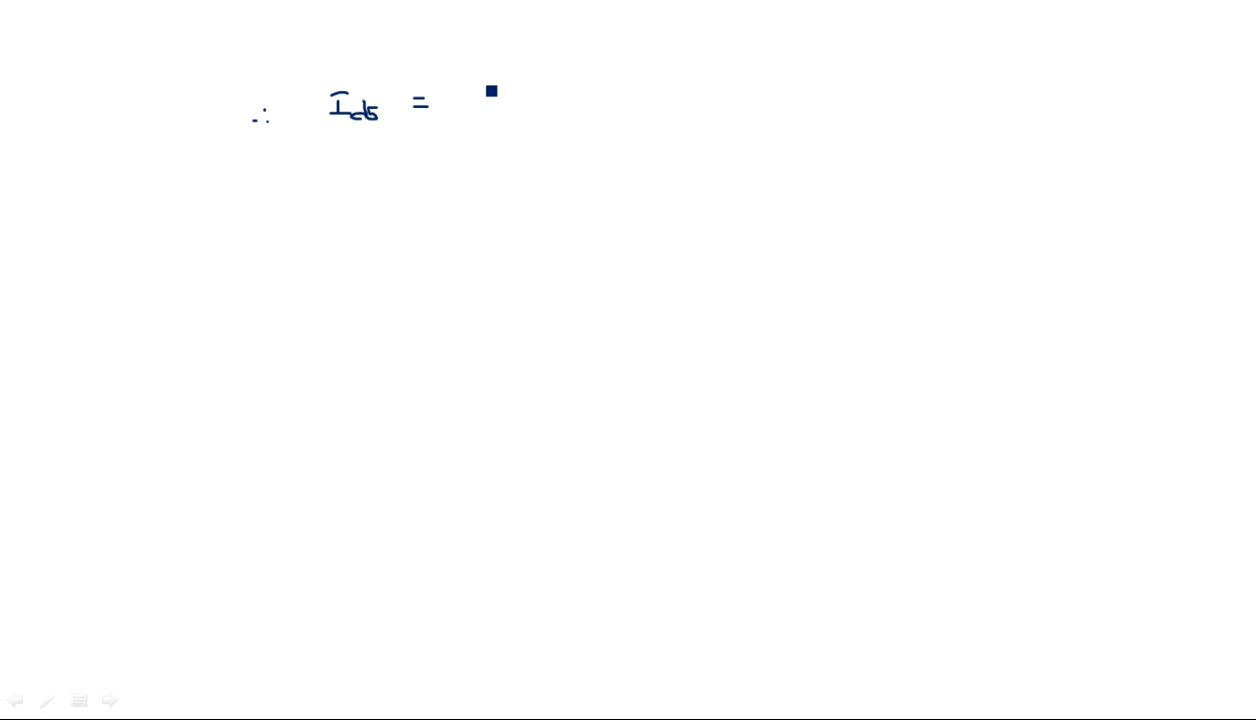 ∴ Ids =